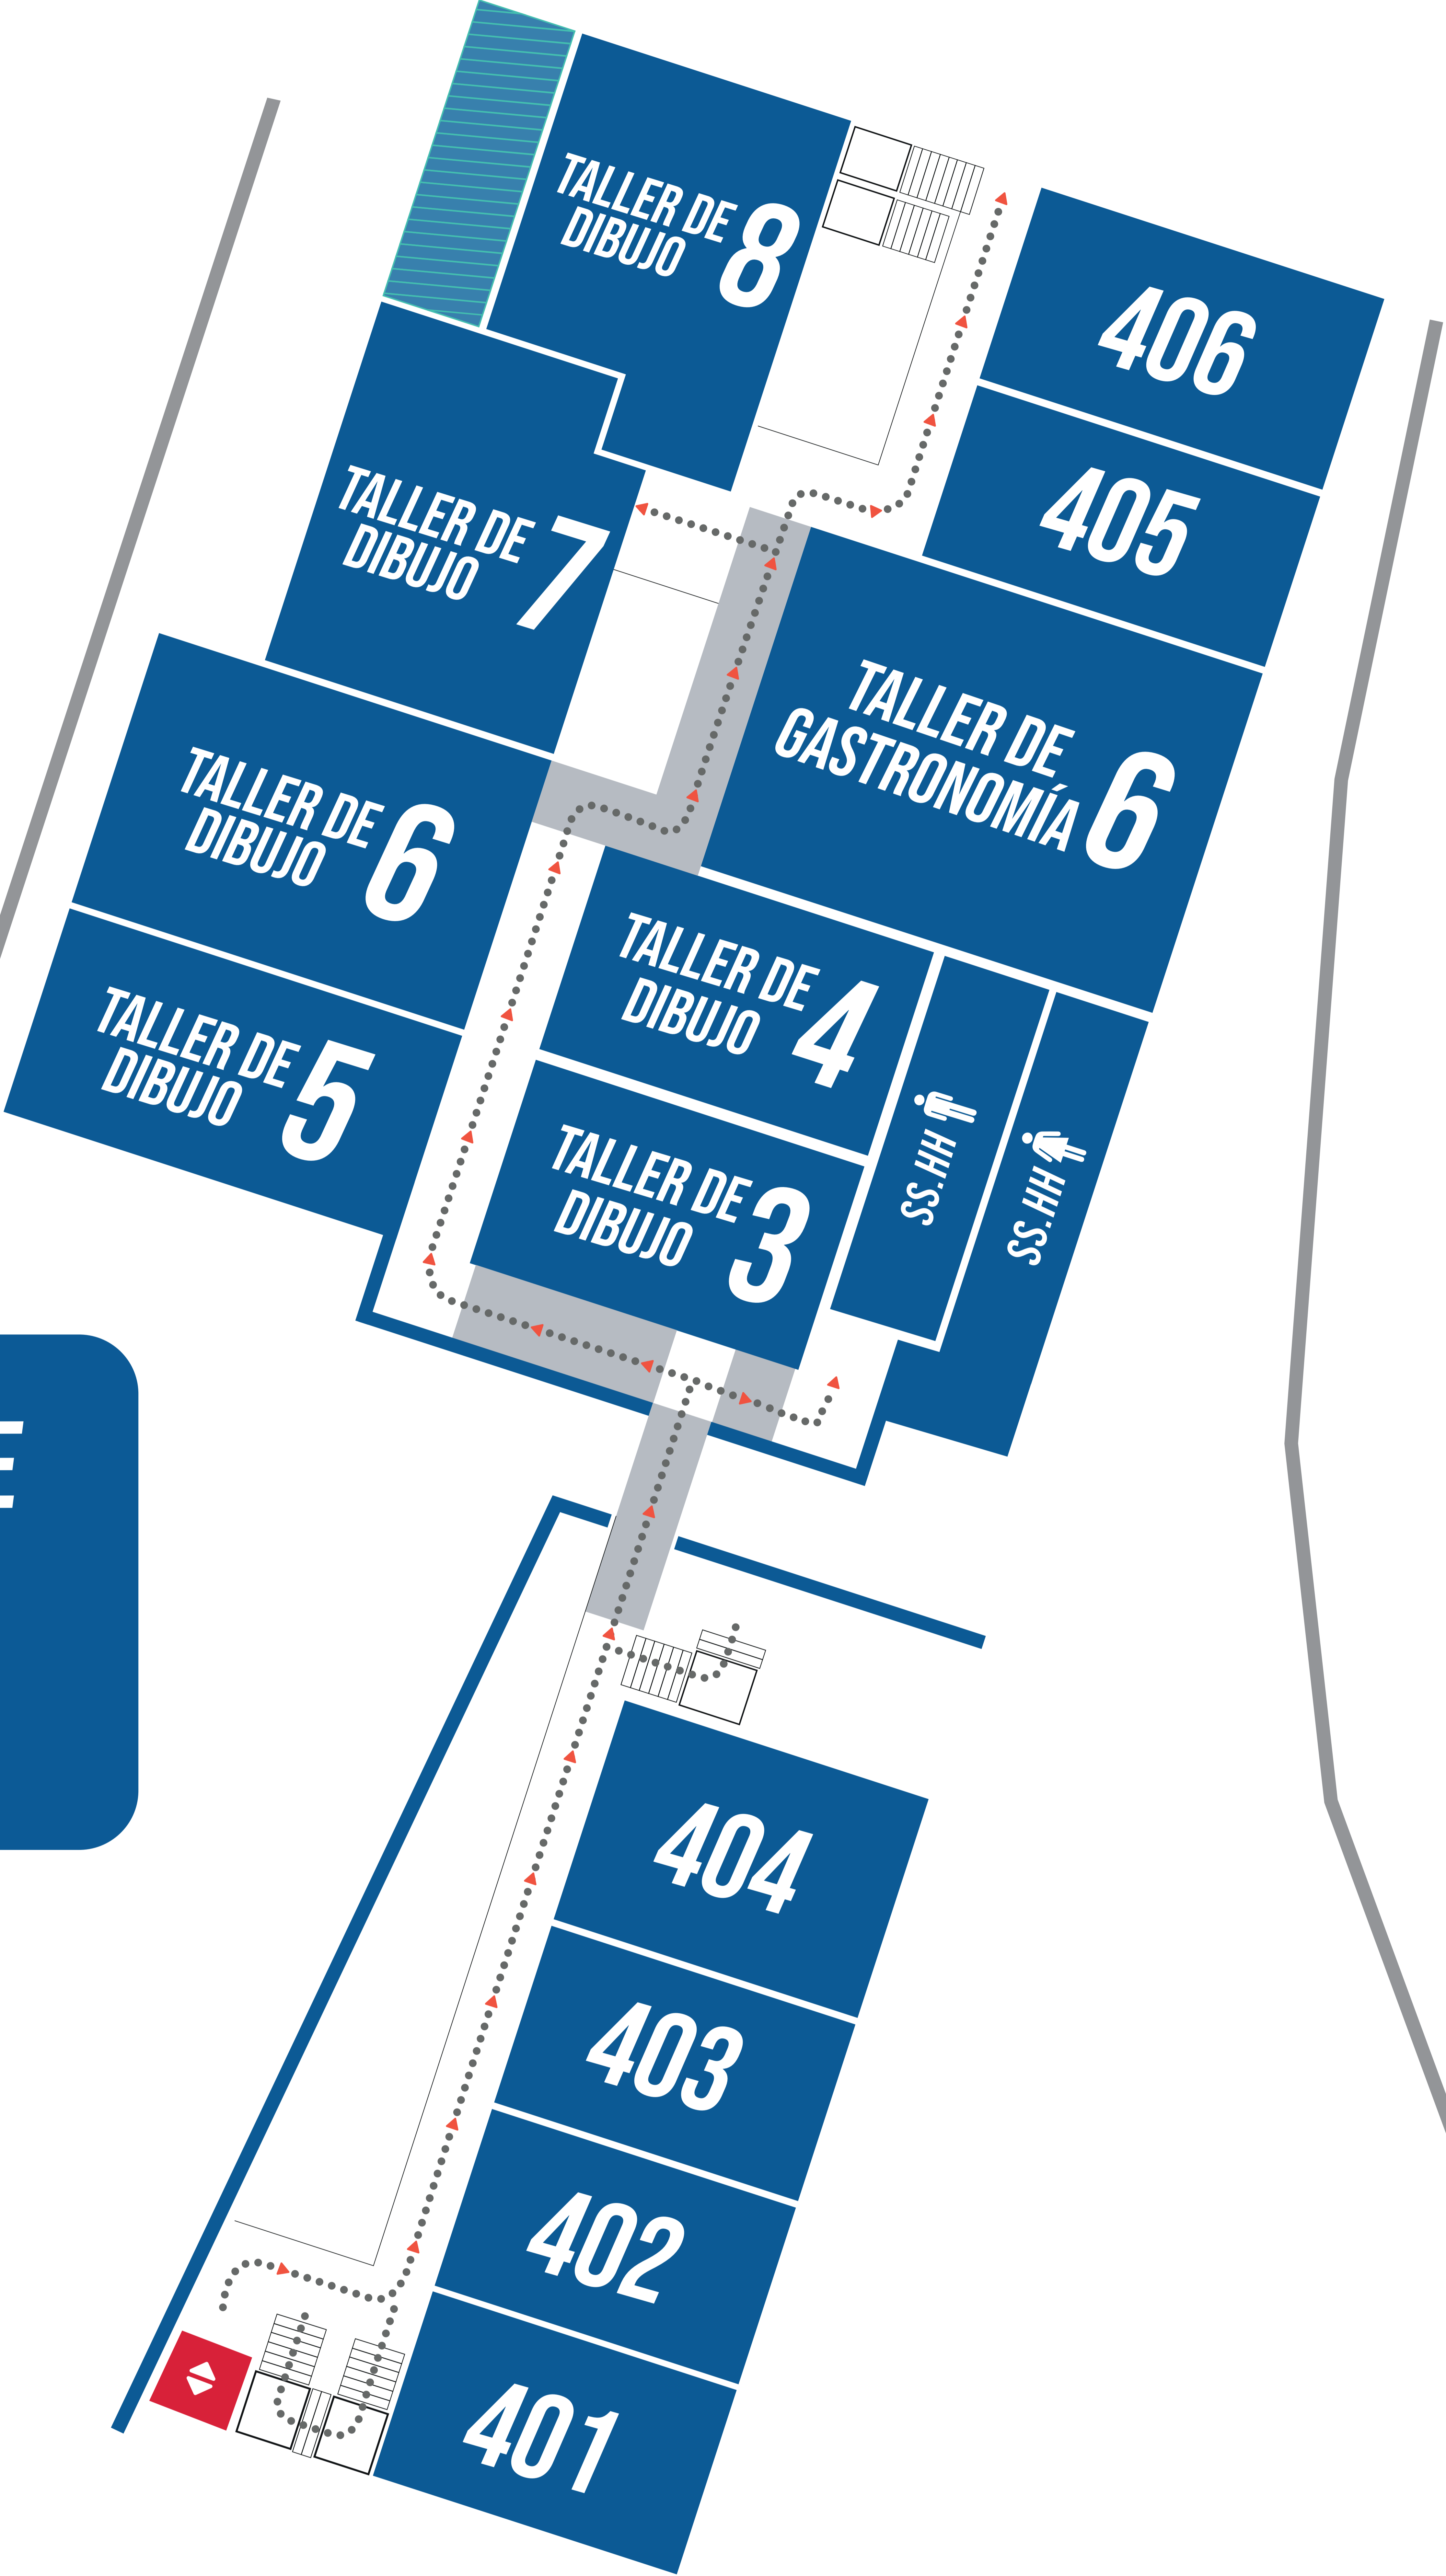 TALLER DE
DIBUJO 8
406
405
TALLER DE
DIBUJO 7
TALLER DE
GASTRONOMÍA 6
TALLER DE
DIBUJO 6
TALLER DE
DIBUJO 4
TALLER DE
DIBUJO 5
TALLER DE
DIBUJO 3
SS.HH
SS.HH
E
404
403
402
401